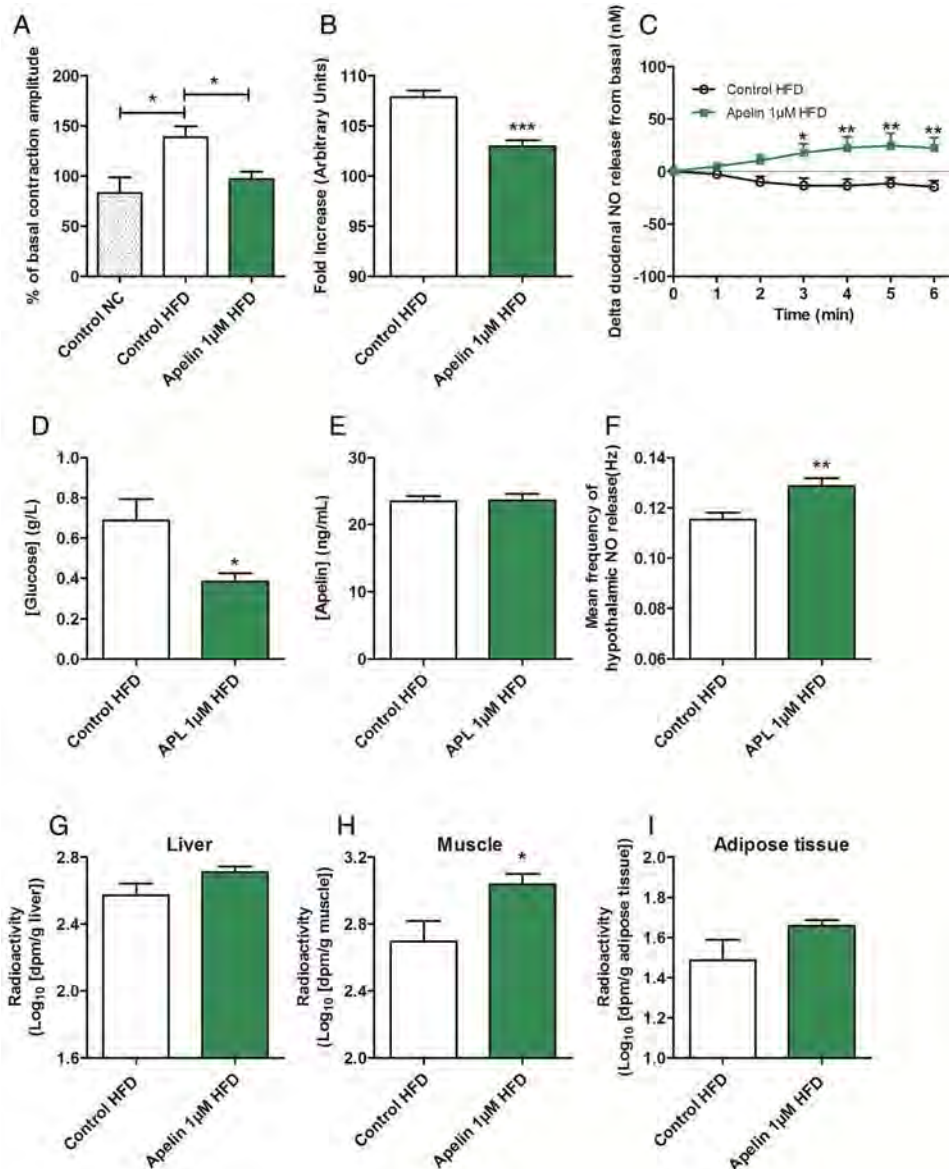 A
% of basal contraction amplitude
200
150
100
50
0
*
*
Control NC
Control HFD
Apelin 1µM HFD
B
Fold Increase (Arbitrary Units)
110
105
100
95
90
***
Control HFD
Apelin 1µM HFD
C
Delta duodenal NO release from basal (nM)
100
50
0
-50
-100
Control HFD
Apelin 1µM HFD
*
**
**
**
0 1 2 3 4 5 6
Time (min)
D
[Glucose] (g/L)
1.0
0.8
0.6
0.4
0.2
0.0
*
Control HFD
APL 1µM HFD
E
[Apelin] (ng/mL)
30
20
10
0
Control HFD
APL 1µM HFD
F
Mean frequency of
hypothalamic NO release(Hz)
0.14
0.12
0.10
0.08
0.06
**
Control HFD
APL 1µM HFD
G
Liver
Radioactivity
(Log10 [dpm/g liver])
2.8
2.4
2.0
1.6
Control HFD
Apelin 1µM HFD
H
Muscle
Radioactivity
(Log10 [dpm/g muscle])
3.2
2.8
2.4
2.0
*
Control HFD
Apelin 1µM HFD
I
Adipose tissue
Radioactivity
(Log10 [dpm/g adipose tissue])
2.0
1.8
1.6
1.4
1.2
1.0
Control HFD
Apelin 1µM HFD